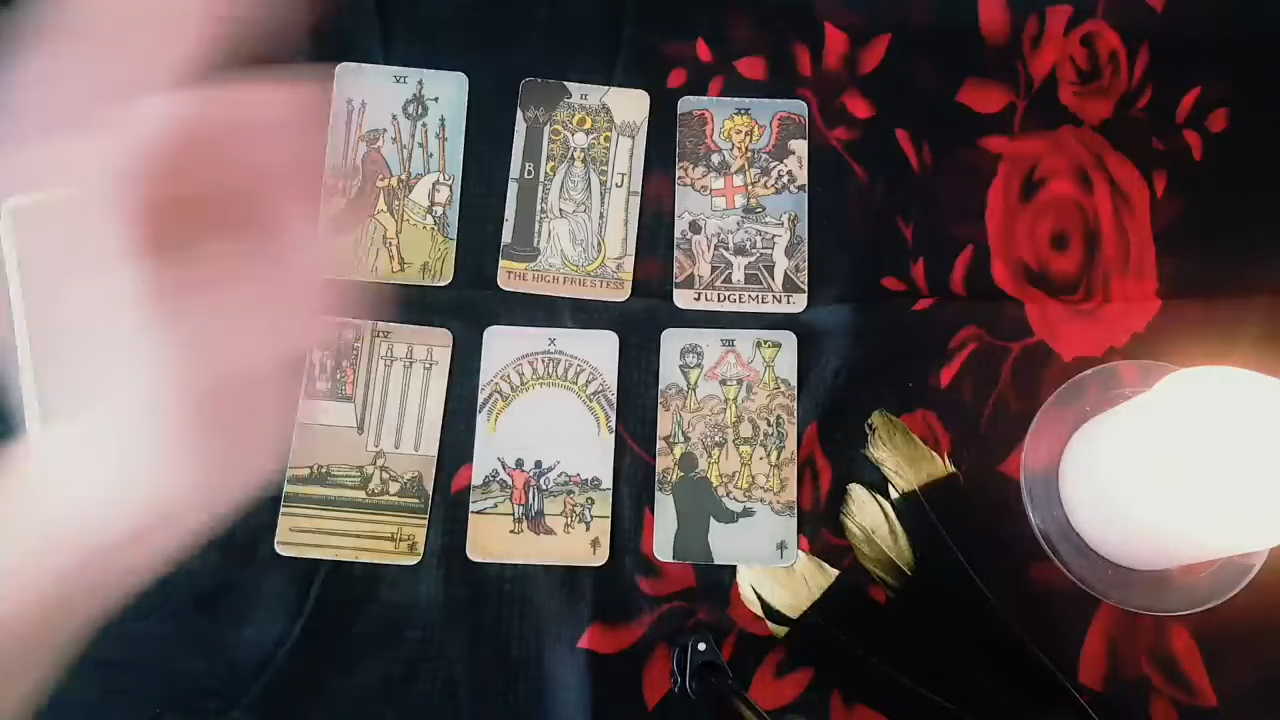 VI
II
B
J
THE HIGH PRIESTESS
XX
JUDGEMENT.
IV
X
VII